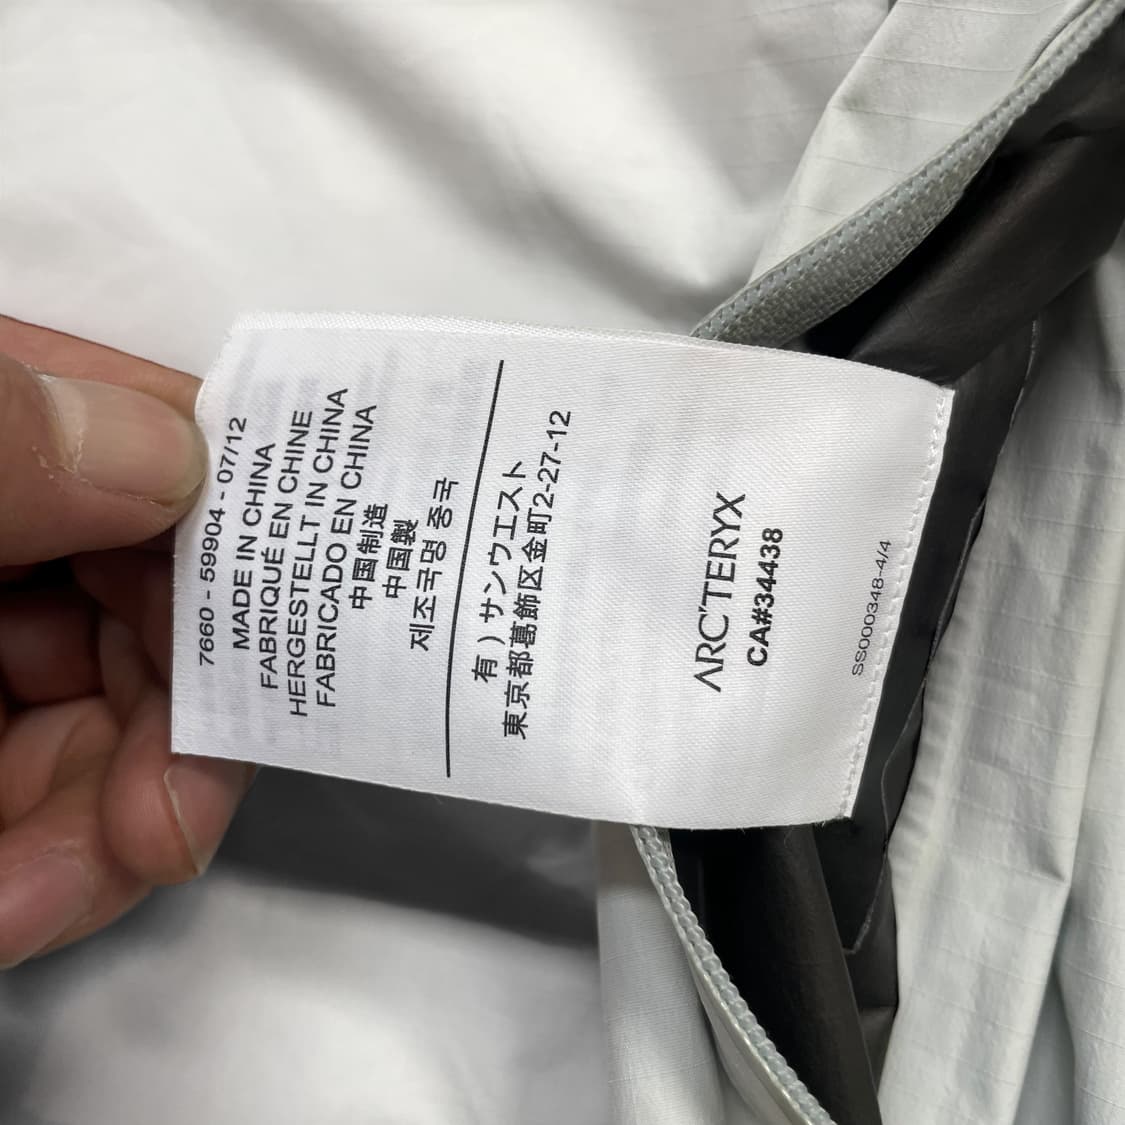 7660 - 59904 - 07/12
MADE IN CHINA
FABRIQUÉ EN CHINE
HERGESTELLT IN CHINA
FABRICADO EN CHINA
中国制造
中国製
제조국명 중국
有 ) サンウエスト
東京都葛飾区金町2-27-12
ARC'TERYX
CA#34438
SS000348-4/4